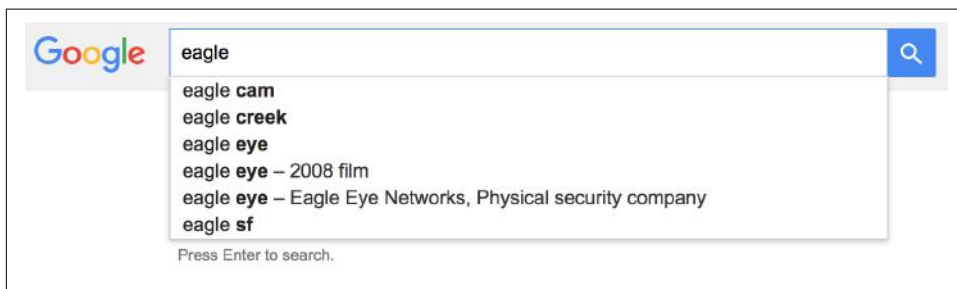 Google
eagle
eagle cam
eagle creek
eagle eye
eagle eye – 2008 film
eagle eye – Eagle Eye Networks, Physical security company
eagle sf
Press Enter to search.